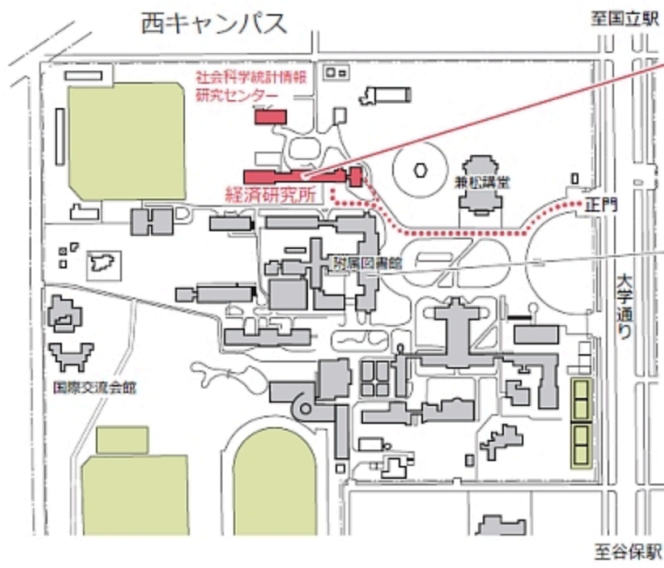 西キャンパス
至国立駅
社会科学統計情報
研究センター
経済研究所
兼松講堂
正門
附属図書館
大学通り
国際交流会館
至谷保駅